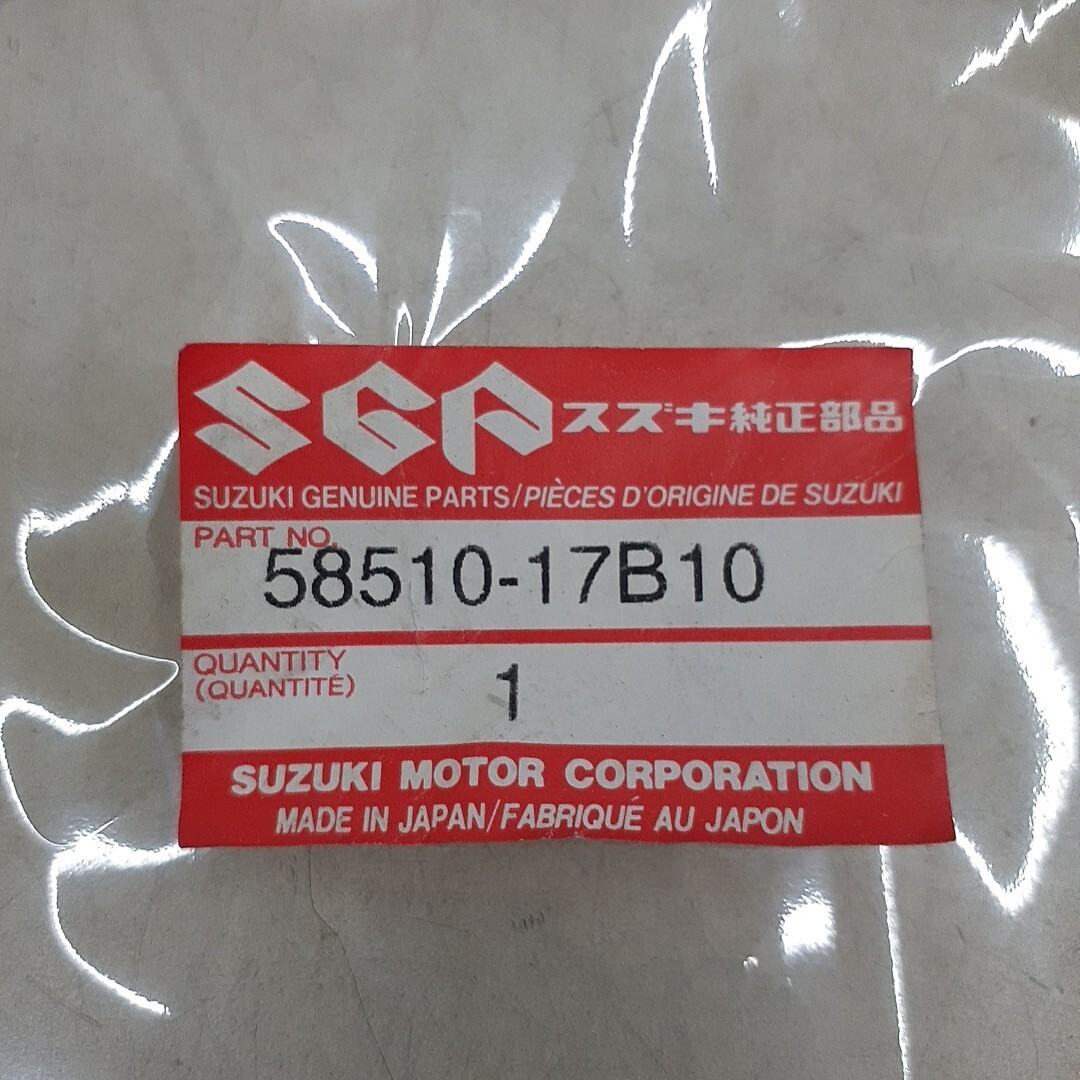 SGP スズキ純正部品
SUZUKI GENUINE PARTS/PIÈCES D'ORIGINE DE SUZUKI
PART NO.
58510-17B10
QUANTITY
(QUANTITÉ)
1
SUZUKI MOTOR CORPORATION
MADE IN JAPAN/FABRIQUÉ AU JAPON